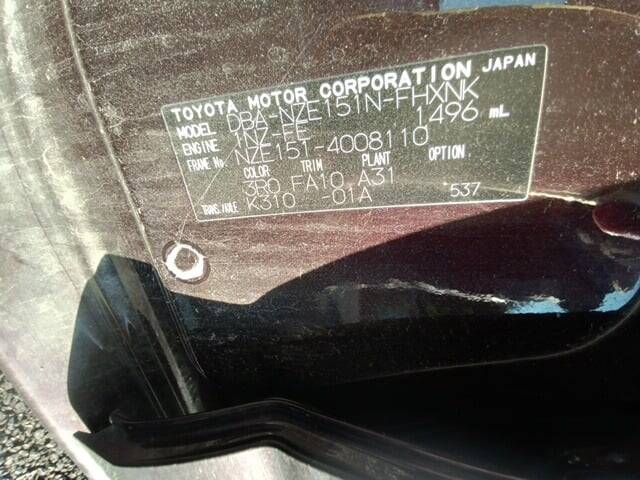 TOYOTA MOTOR CORPORATION JAPAN
MODEL DBA-NZE151N-FHXNK
ENGINE 1NZ-FE 1496 mL
FRAME No. NZE151-4008110
COLOR TRIM PLANT OPTION
3R0 FA10 A31
TRANS./AXLE K310 -01A 537